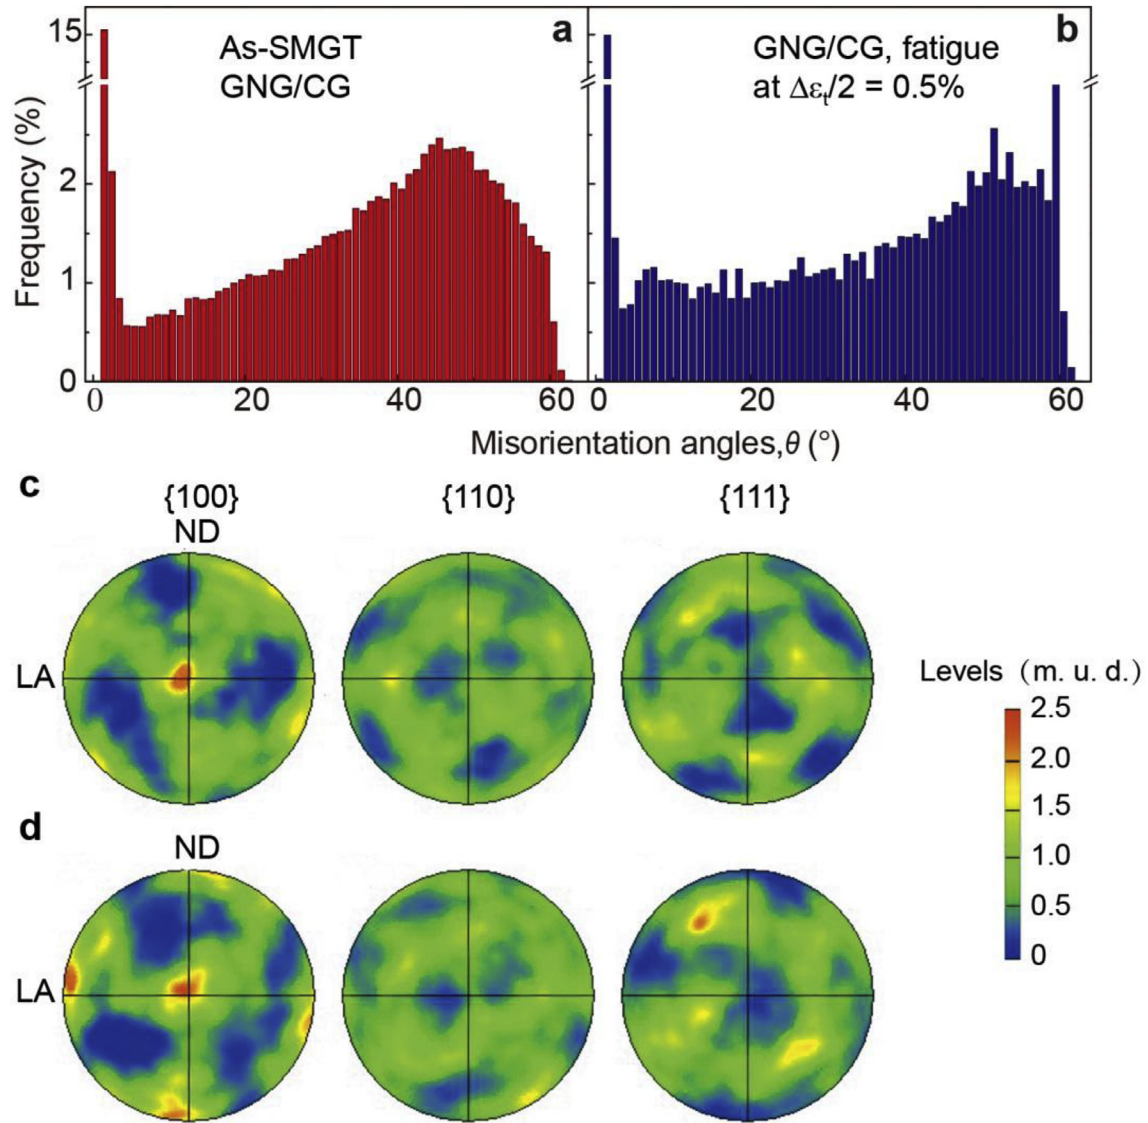 15
a
b
As-SMGT
GNG/CG
GNG/CG, fatigue
at Δεt/2 = 0.5%
Frequency (%)
2
1
0
0 20 40 60
0 20 40 60
Misorientation angles,θ (°)
c
{100} {110} {111}
ND
LA
Levels (m. u. d.)
2.5
2.0
1.5
1.0
0.5
0
d
ND
LA